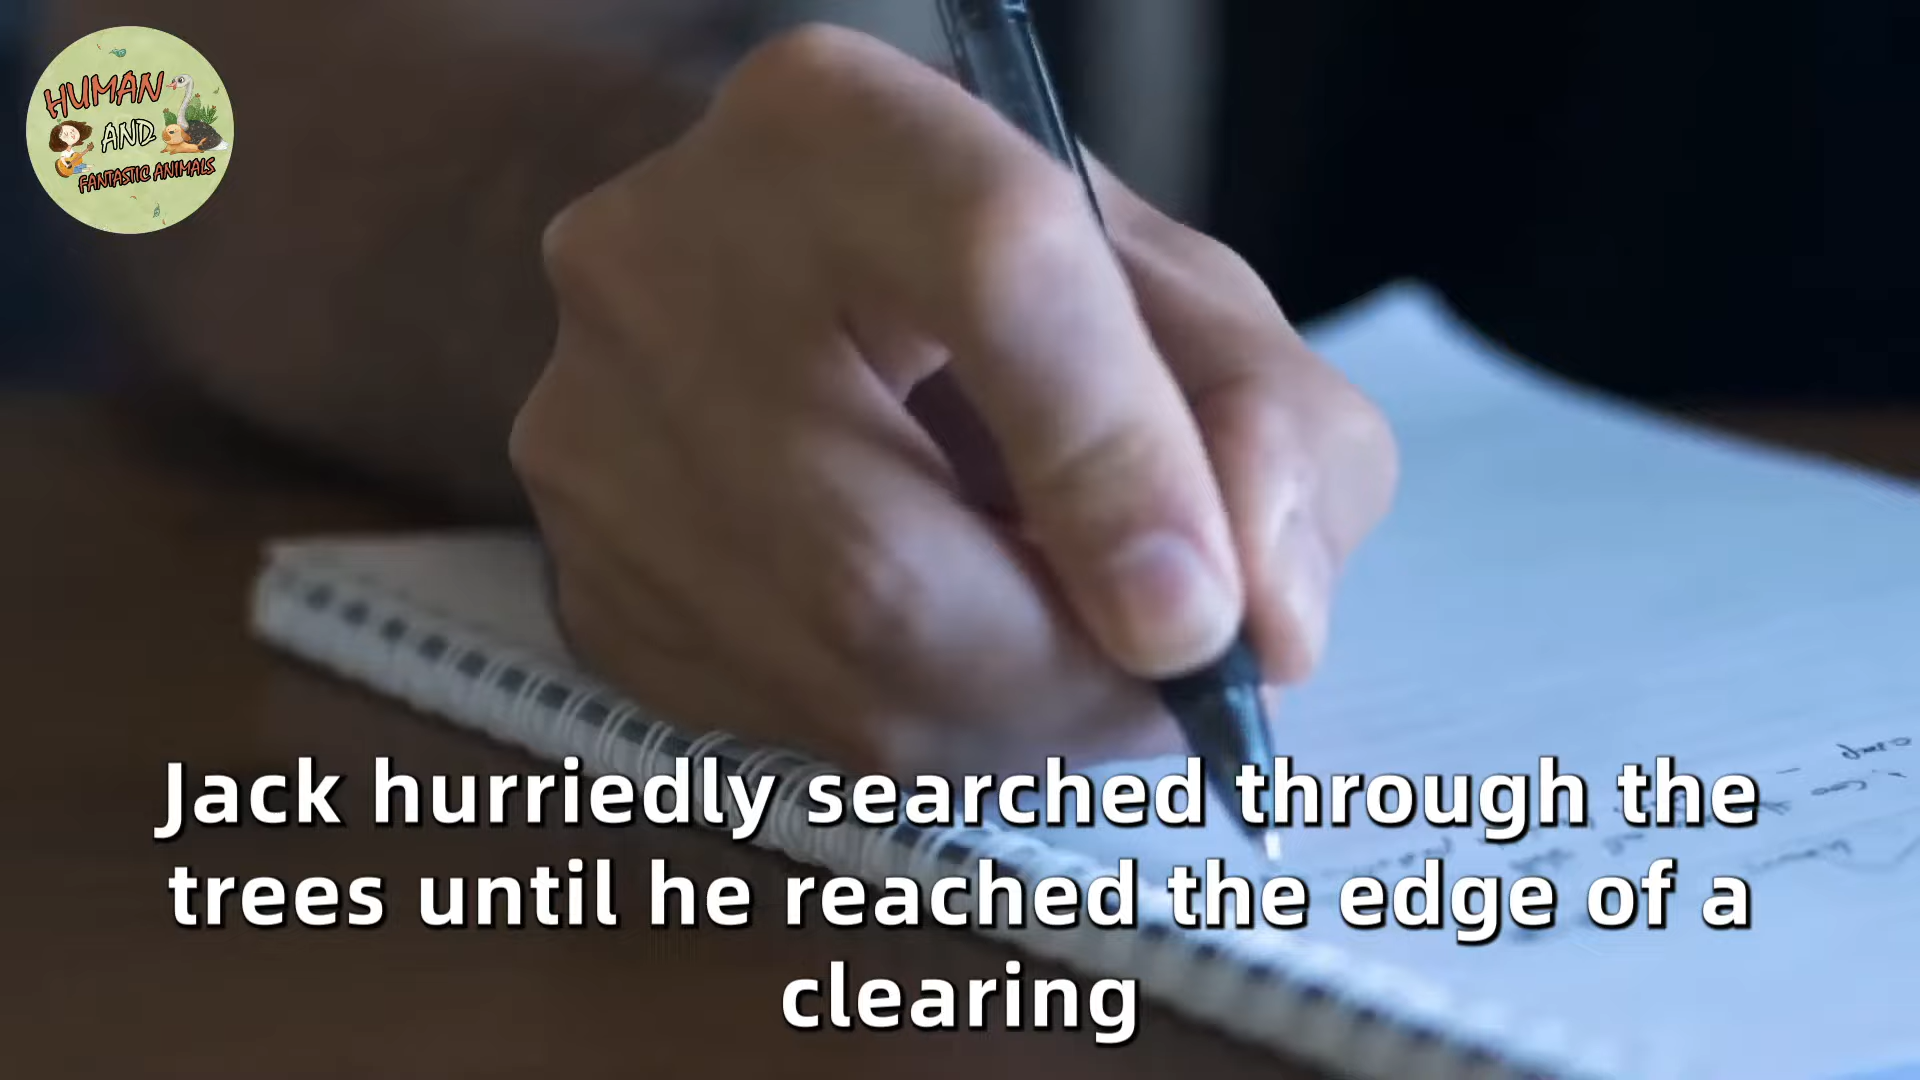 HUMAN
AND
FANTASTIC ANIMALS
Jack hurriedly searched through the
trees until he reached the edge of a
clearing